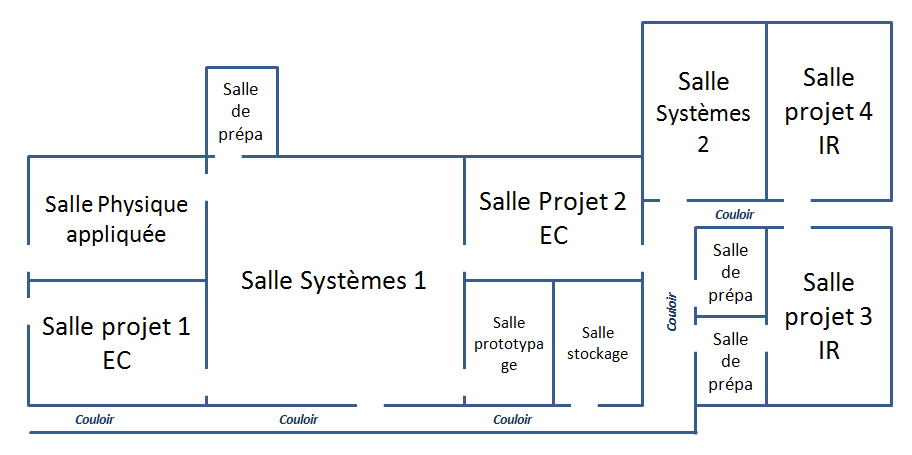 Salle
de
prépa
Salle
Systèmes
2
Salle
projet 4
IR
Salle Physique
appliquée
Salle Projet 2
EC
Couloir
Salle Systèmes 1
Salle
de
prépa
Salle
projet 3
IR
Salle projet 1
EC
Salle
prototypa
ge
Salle
stockage
Couloir
Salle
de
prépa
Couloir
Couloir
Couloir